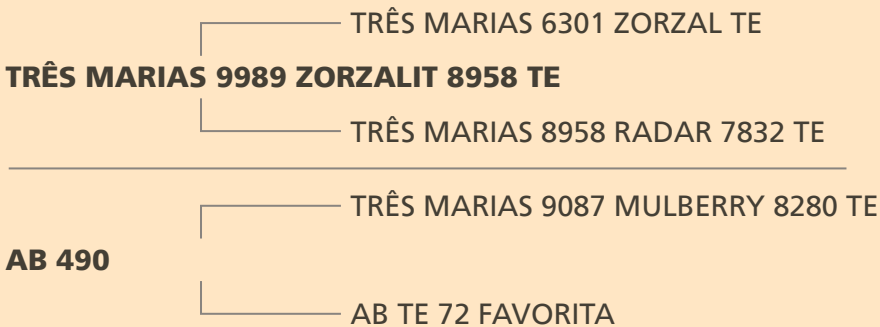 TRÊS MARIAS 6301 ZORZAL TE
TRÊS MARIAS 9989 ZORZALIT 8958 TE
TRÊS MARIAS 8958 RADAR 7832 TE
TRÊS MARIAS 9087 MULBERRY 8280 TE
AB 490
AB TE 72 FAVORITA